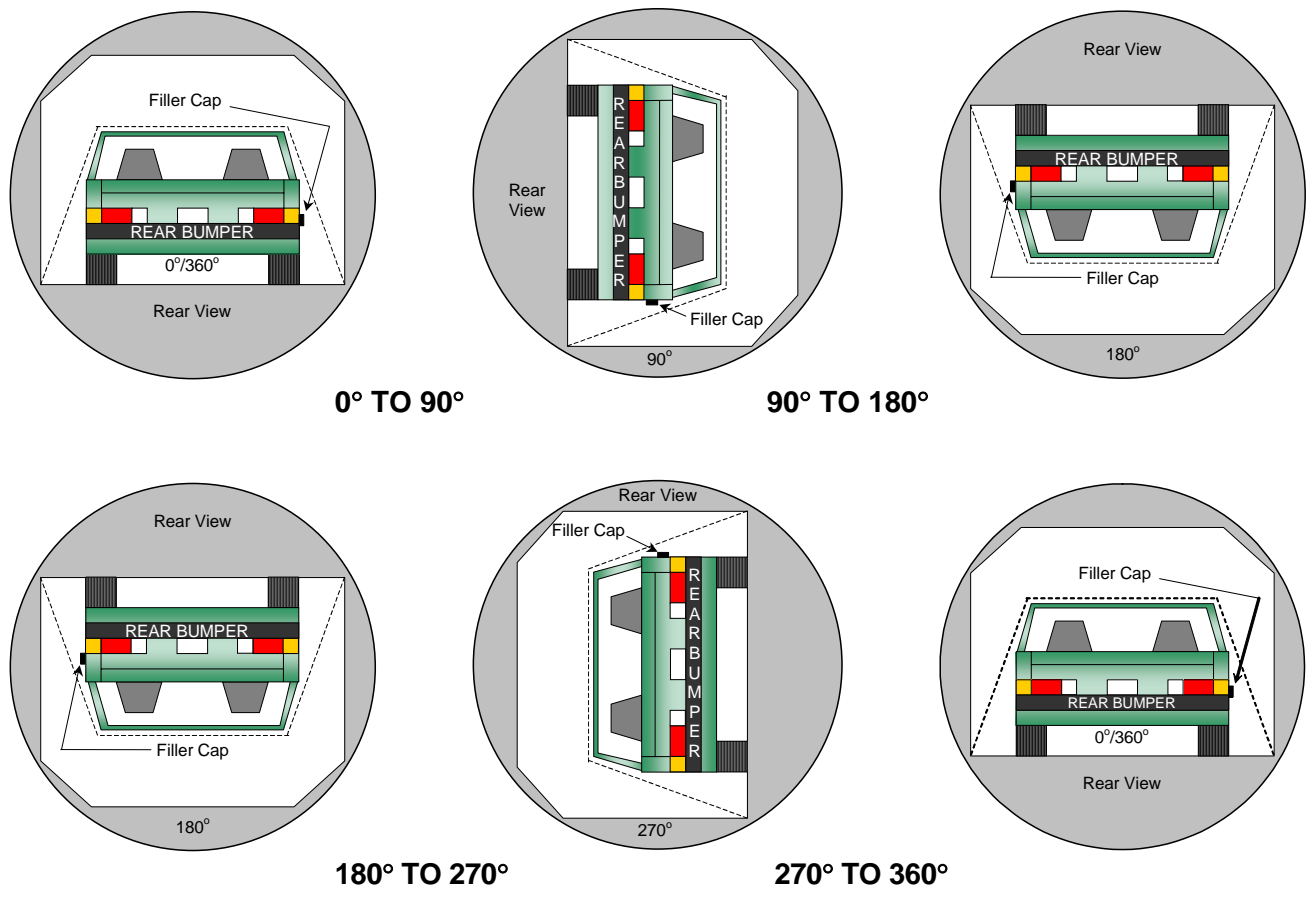 Filler Cap
REAR BUMPER
0°/360°
Rear View
Rear
View
REARBUMPER
Filler Cap
90°
Rear View
REAR BUMPER
Filler Cap
180°
0° TO 90°
90° TO 180°
Rear View
REAR BUMPER
Filler Cap
180°
Rear View
Filler Cap
REARBUMPER
270°
Filler Cap
REAR BUMPER
0°/360°
Rear View
180° TO 270°
270° TO 360°